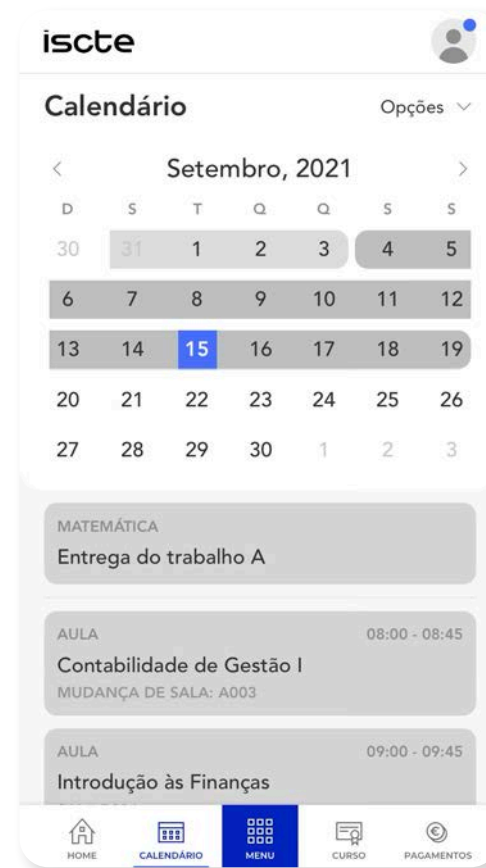 iscte
Calendário Opções
Setembro, 2021
D S T Q Q S S
30 31 1 2 3 4 5
6 7 8 9 10 11 12
13 14 15 16 17 18 19
20 21 22 23 24 25 26
27 28 29 30 1 2 3
MATEMÁTICA
Entrega do trabalho A
AULA 08:00 - 08:45
Contabilidade de Gestão I
MUDANÇA DE SALA: A003
AULA 09:00 - 09:45
Introdução às Finanças
HOME CALENDÁRIO MENU CURSO PAGAMENTOS